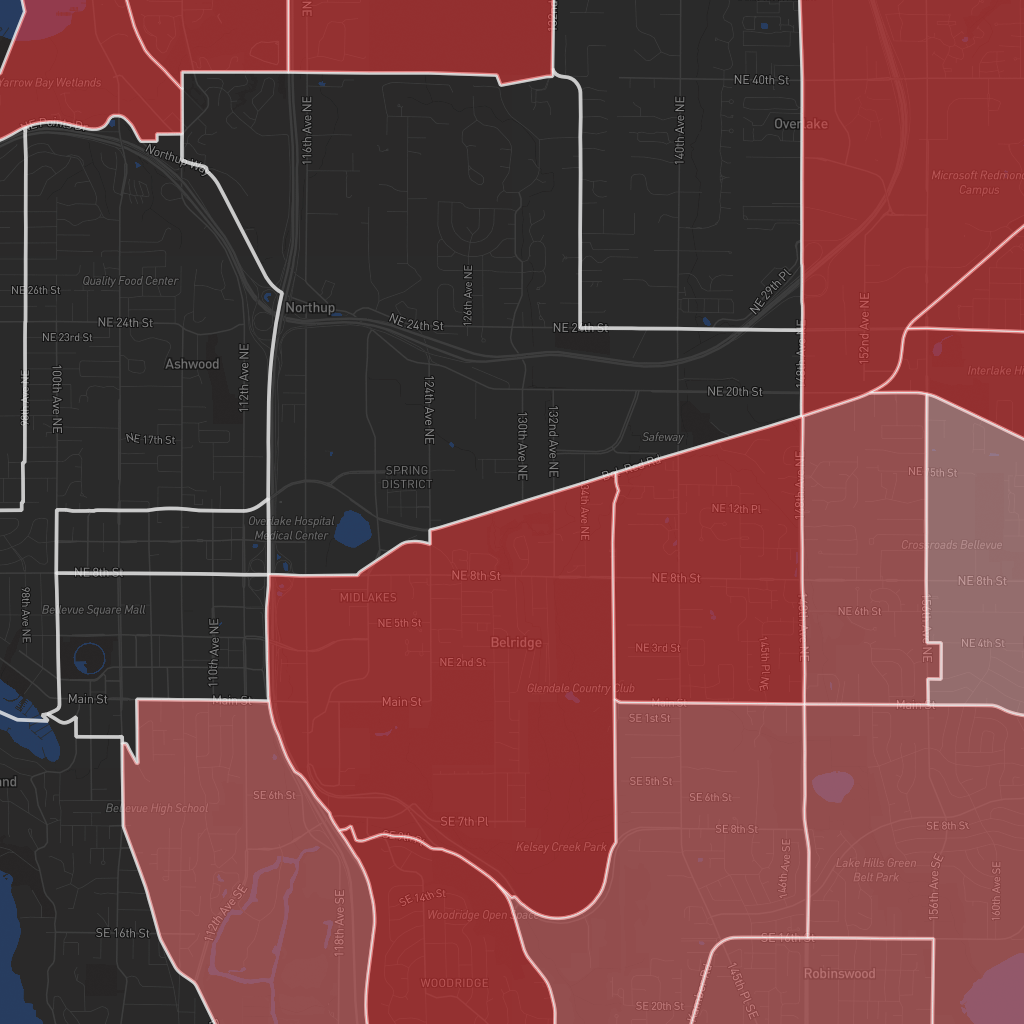 116th Ave NE
132nd
NE 40th St
Yarrow Bay Wetlands
NE Points Dr
Northup Way
116th Ave NE
140th Ave NE
Overlake
Microsoft Redmond
Campus
Quality Food Center
NE 26th St
NE 24th St
NE 23rd St
Northup
126th Ave NE
NE 24th St
NE 24th St
NE 29th Pl
152nd Ave NE
148th Ave NE
Ashwood
112th Ave NE
100th Ave NE
124th Ave NE
130th Ave NE
132nd Ave NE
NE 20th St
Interlake Hi
NE 17th St
Safeway
SPRING
DISTRICT
Bel-Red Rd
NE 15th St
134th Ave NE
148th Ave NE
NE 12th Pl
Overlake Hospital
Medical Center
Crossroads Bellevue
NE 8th St
NE 8th St
NE 8th St
NE 8th St
98th Ave NE
Bellevue Square Mall
MIDLAKES
NE 5th St
NE 6th St
110th Ave NE
Belridge
NE 3rd St
NE 4th St
NE 2nd St
145th Pl NE
Main St
Main St
Main St
Glendale Country Club
Main St
Main St
SE 1st St
SE 5th St
SE 6th St
SE 6th St
Bellevue High School
SE 7th Pl
SE 8th St
SE 8th St
Kelsey Creek Park
Lake Hills Green
Belt Park
146th Ave SE
156th Ave SE
160th Ave SE
SE 14th St
112th Ave SE
118th Ave SE
Woodridge Open Space
SE 16th St
SE 16th St
Robinswood
WOODRIDGE
145th Pl SE
SE 20th St